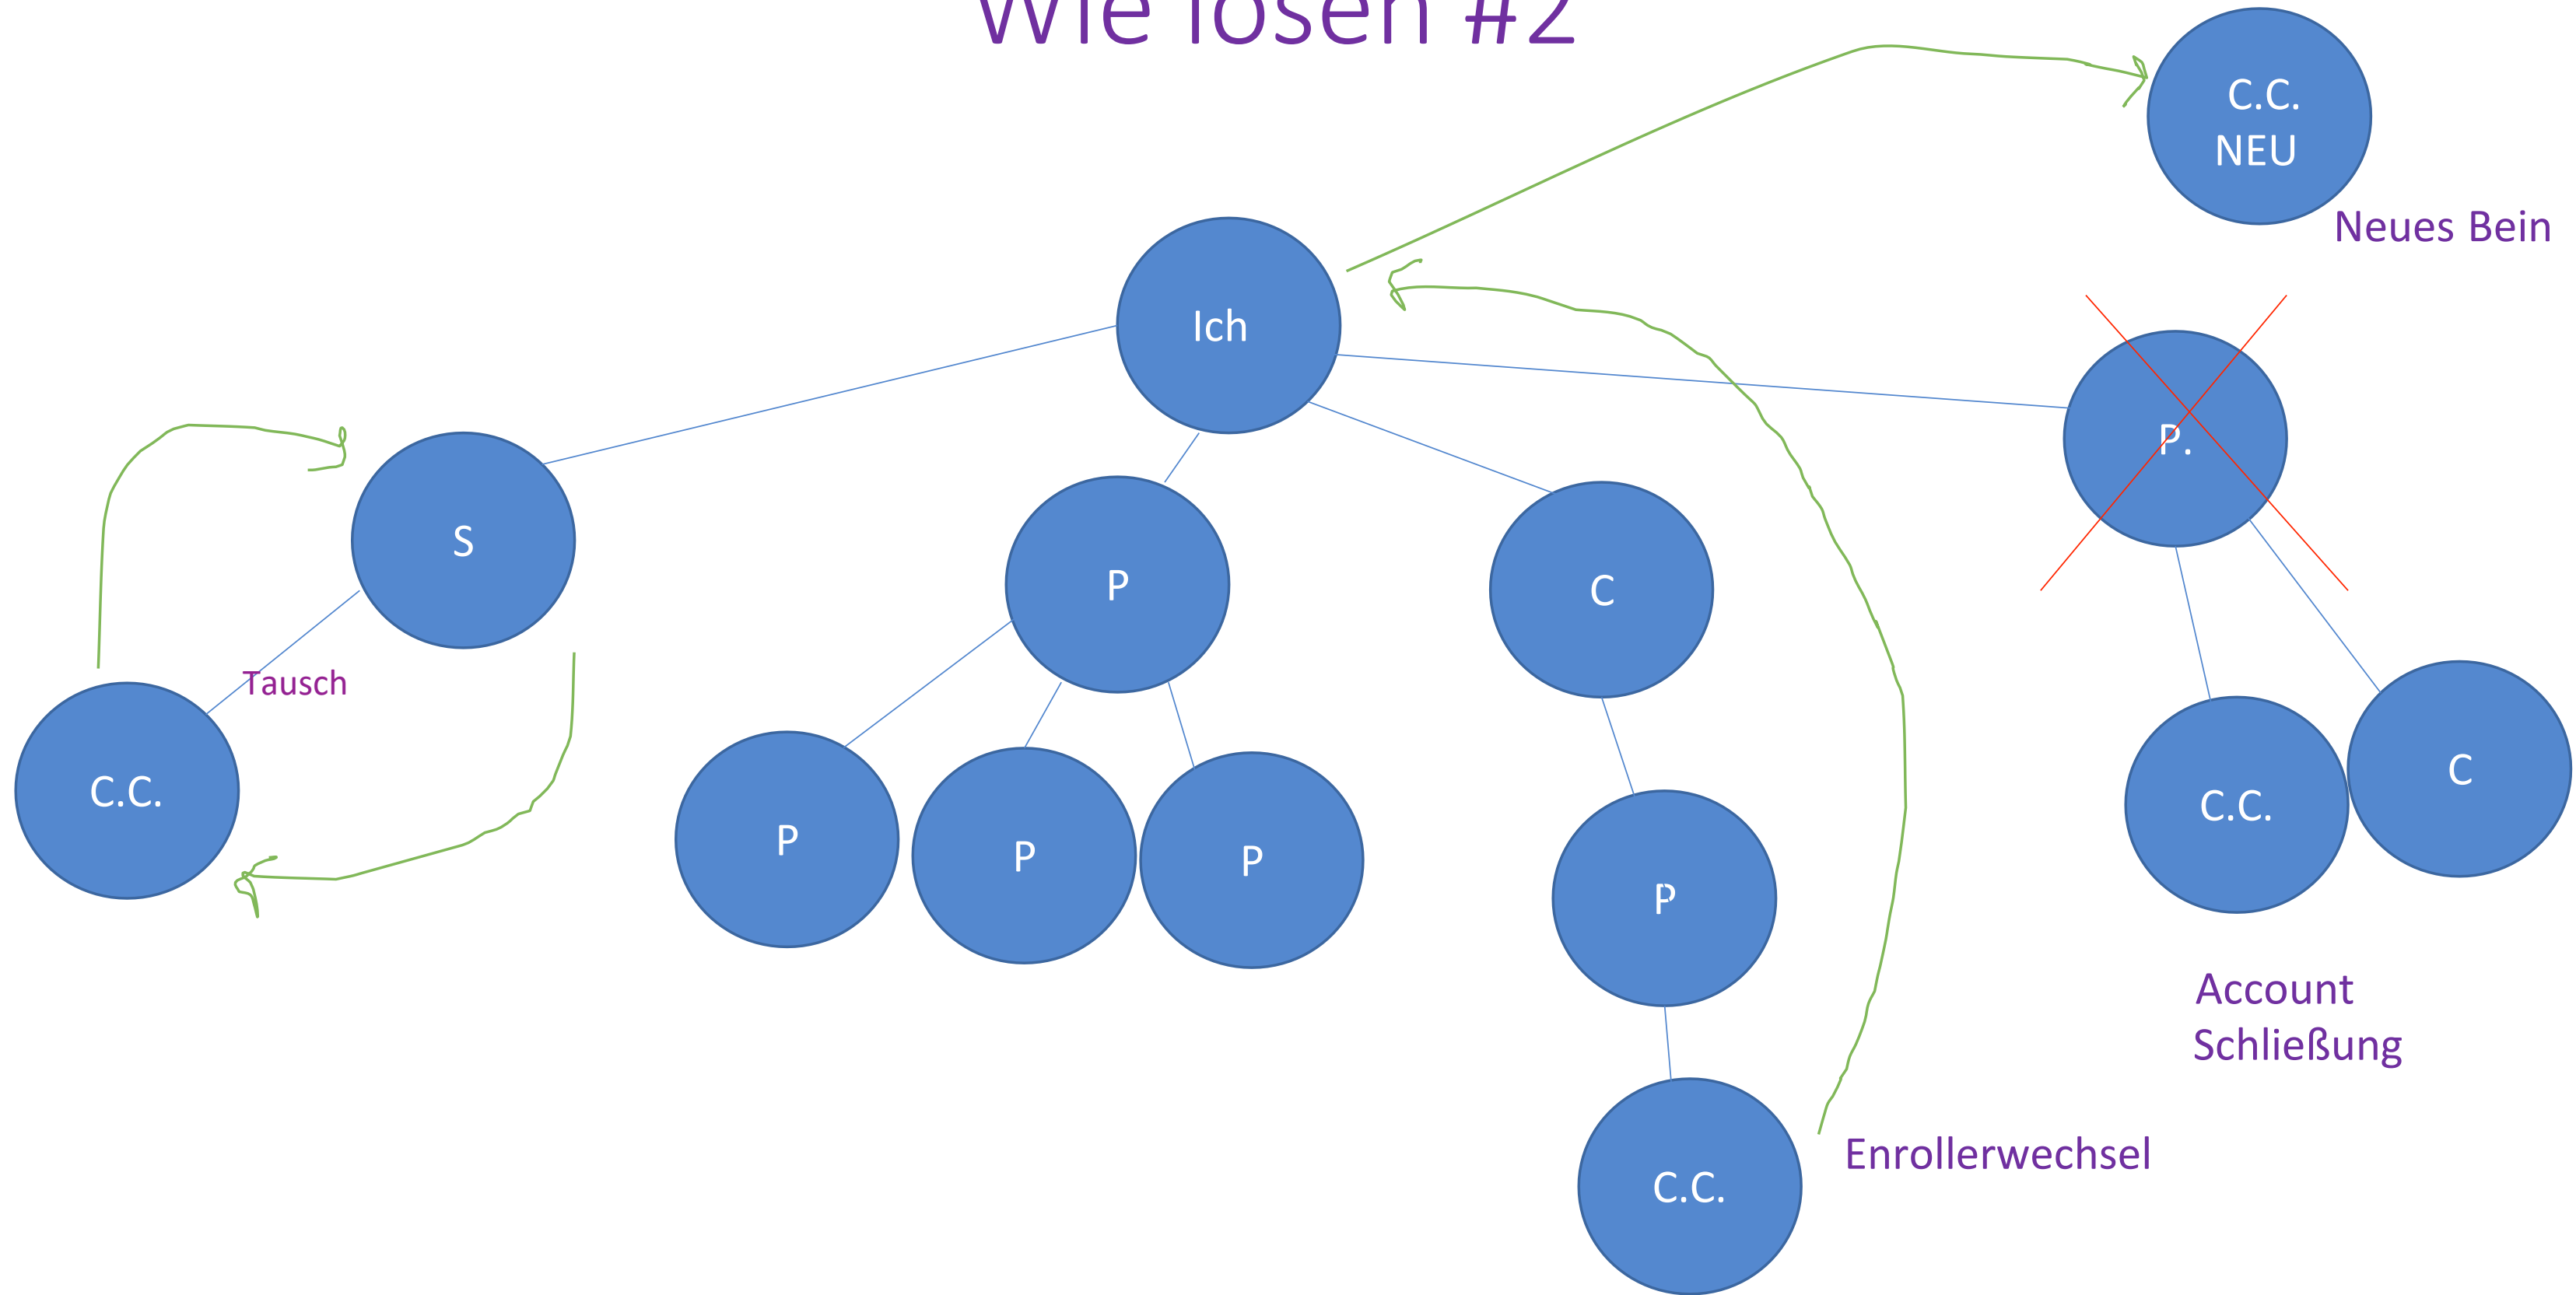 Wie lösen #2
C.C.
NEU
Neues Bein
Ich
P.
S
P
C
Tausch
C.C.
P
P
P
P
C.C.
C
Account
Schließung
C.C.
Enrollerwechsel